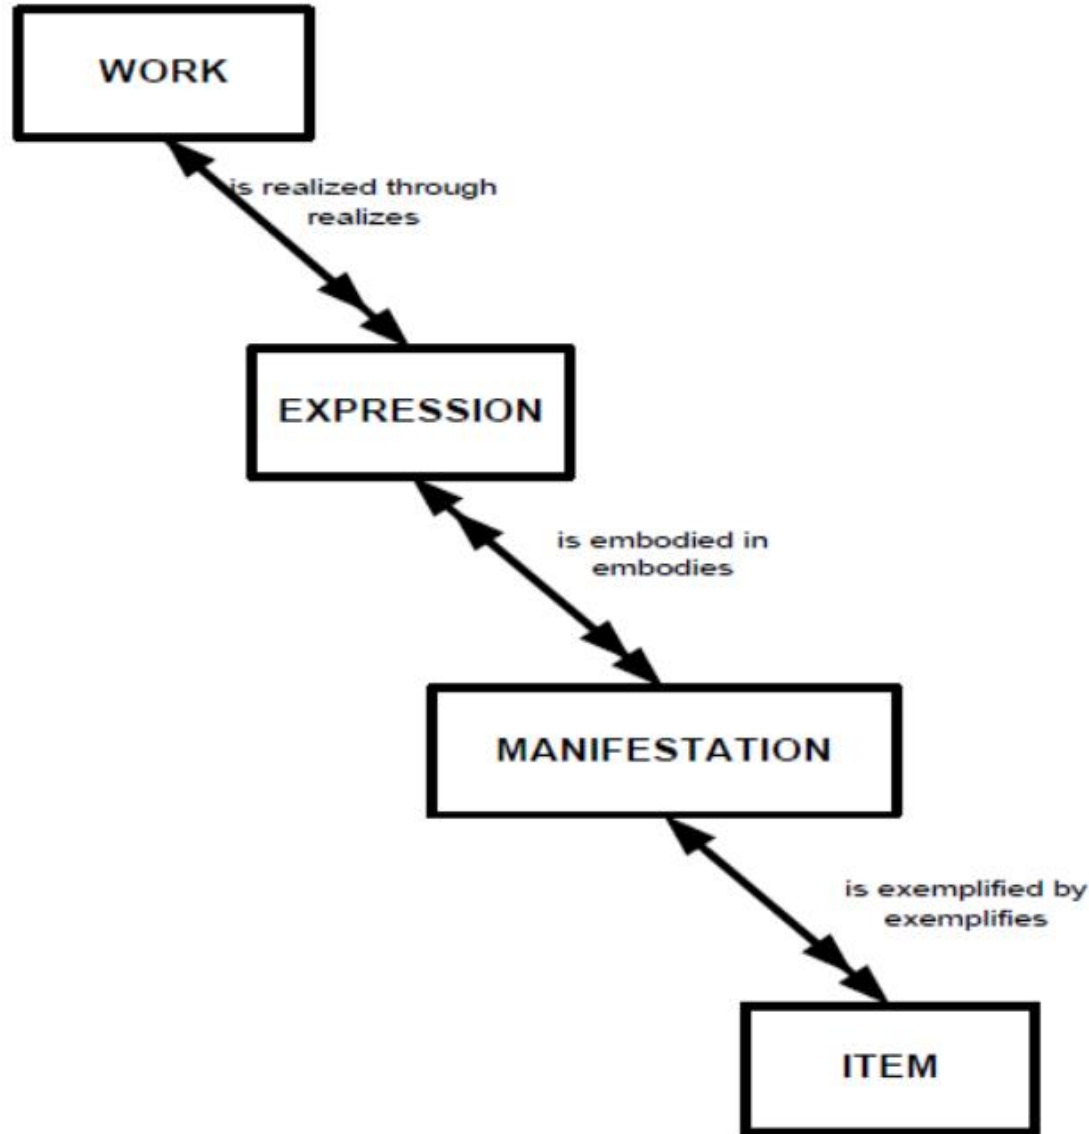 WORK
is realized through
realizes
EXPRESSION
is embodied in
embodies
MANIFESTATION
is exemplified by
exemplifies
ITEM